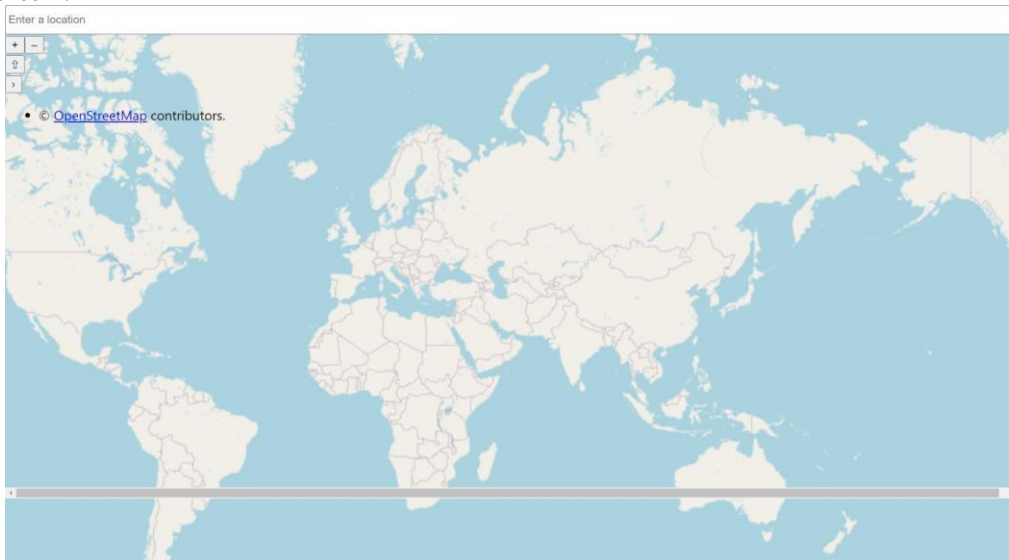 Enter a location
+ –
⇧
›
• © OpenStreetMap contributors.